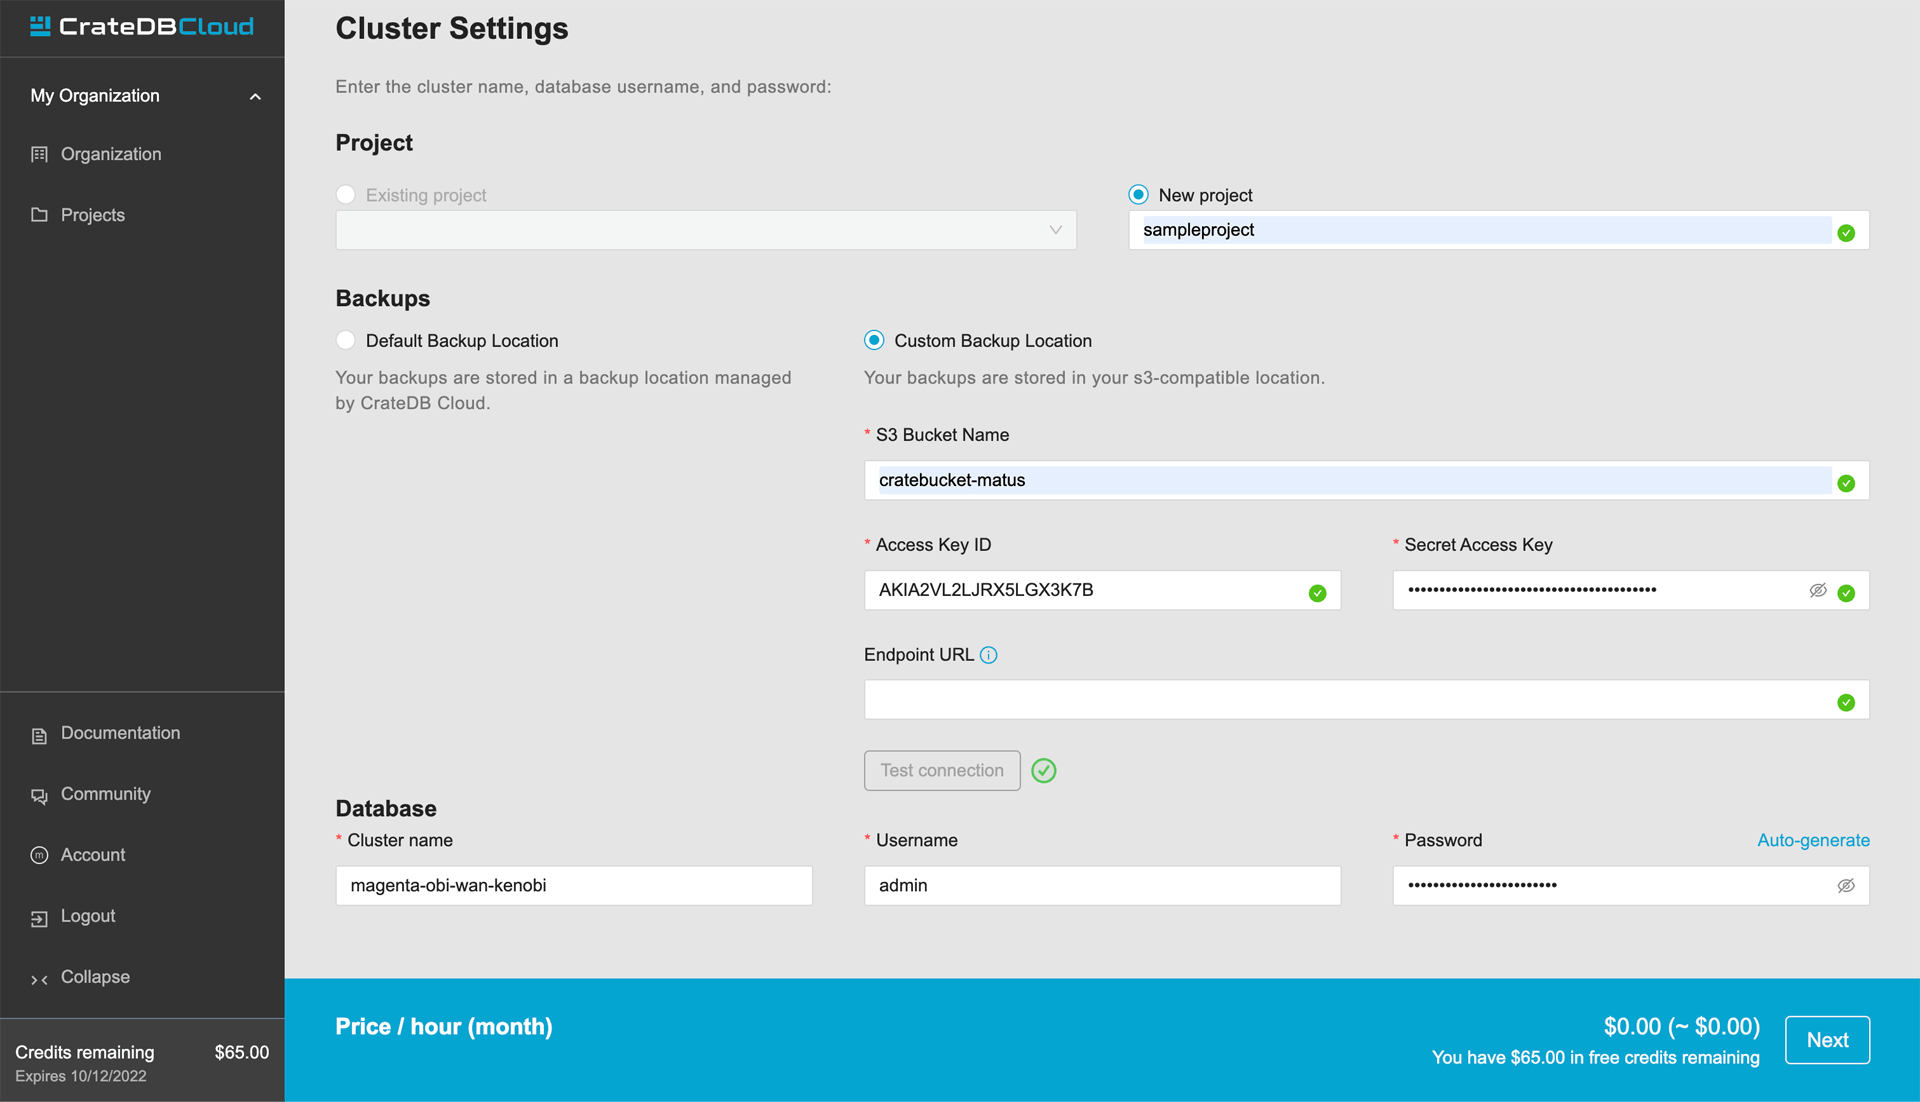 CrateDBCloud
My Organization
Organization
Projects
Documentation
Community
m
Account
Logout
Collapse
Credits remaining $65.00
Expires 10/12/2022
Cluster Settings
Enter the cluster name, database username, and password:
Project
Existing project
New project
sampleproject
Backups
Default Backup Location
Your backups are stored in a backup location managed
by CrateDB Cloud.
Custom Backup Location
Your backups are stored in your s3-compatible location.
* S3 Bucket Name
cratebucket-matus
* Access Key ID
AKIA2VL2LJRX5LGX3K7B
* Secret Access Key
••••••••••••••••••••••••••••••••••••••••
Endpoint URL
Test connection
Database
* Cluster name
magenta-obi-wan-kenobi
* Username
admin
* Password Auto-generate
••••••••••••••••••••••••
Price / hour (month)
$0.00 (~ $0.00)
You have $65.00 in free credits remaining
Next